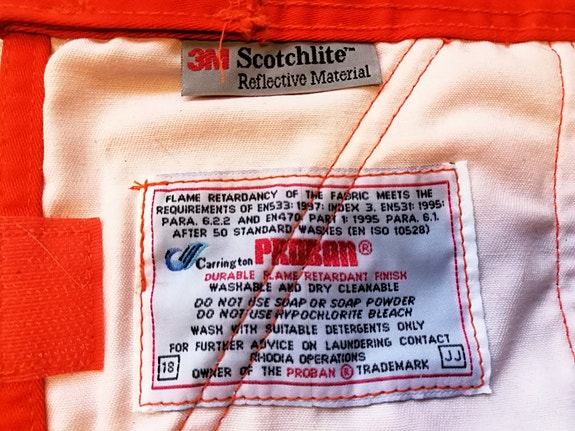 3M Scotchlite™
Reflective Material
FLAME RETARDANCY OF THE FABRIC MEETS THE
REQUIREMENTS OF EN533: 1997: INDEX 3, EN531: 1995:
PARA. 6.2.2 AND EN470, PART 1: 1995 PARA. 6.1.
AFTER 50 STANDARD WASHES (EN ISO 10528)
Carrington PROBAN®
DURABLE FLAME RETARDANT FINISH
WASHABLE AND DRY CLEANABLE
DO NOT USE SOAP OR SOAP POWDER
DO NOT USE HYPOCHLORITE BLEACH
WASH WITH SUITABLE DETERGENTS ONLY
FOR FURTHER ADVICE ON LAUNDERING CONTACT
RHODIA OPERATIONS
18 OWNER OF THE PROBAN ® TRADEMARK JJ